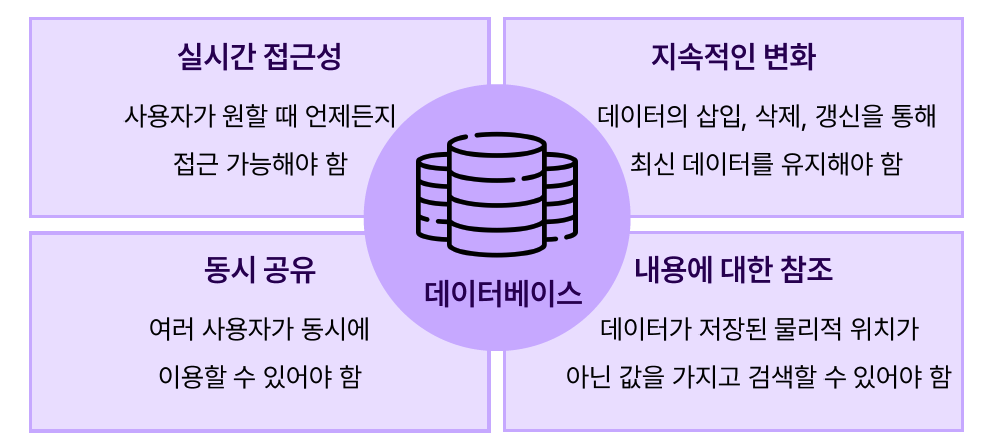 실시간 접근성
사용자가 원할 때 언제든지
접근 가능해야 함
지속적인 변화
데이터의 삽입, 삭제, 갱신을 통해
최신 데이터를 유지해야 함
데이터베이스
동시 공유
여러 사용자가 동시에
이용할 수 있어야 함
내용에 대한 참조
데이터가 저장된 물리적 위치가
아닌 값을 가지고 검색할 수 있어야 함